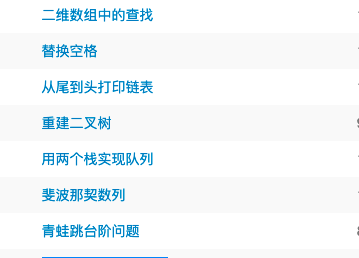 二维数组中的查找
替换空格
从尾到头打印链表
重建二叉树
用两个栈实现队列
斐波那契数列
青蛙跳台阶问题